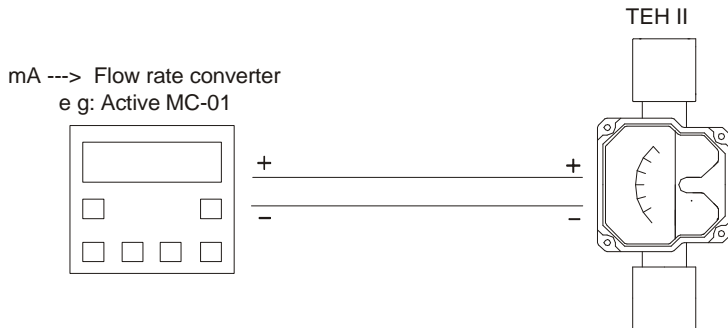 TEH II
mA ---> Flow rate converter
e g: Active MC-01
+ +
– –